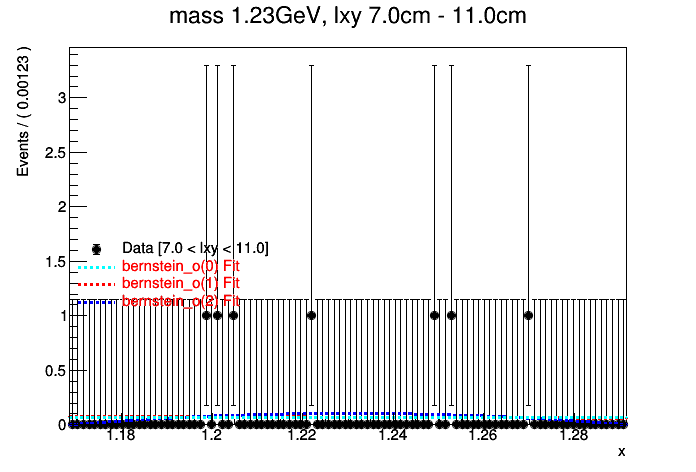 mass 1.23GeV, lxy 7.0cm - 11.0cm
Events / ( 0.00123 )
3
2.5
2
1.5
1
0.5
0
Data [7.0 < lxy < 11.0]
bernstein_o(0) Fit
bernstein_o(1) Fit
bernstein_o(2) Fit
1.18 1.2 1.22 1.24 1.26 1.28
x